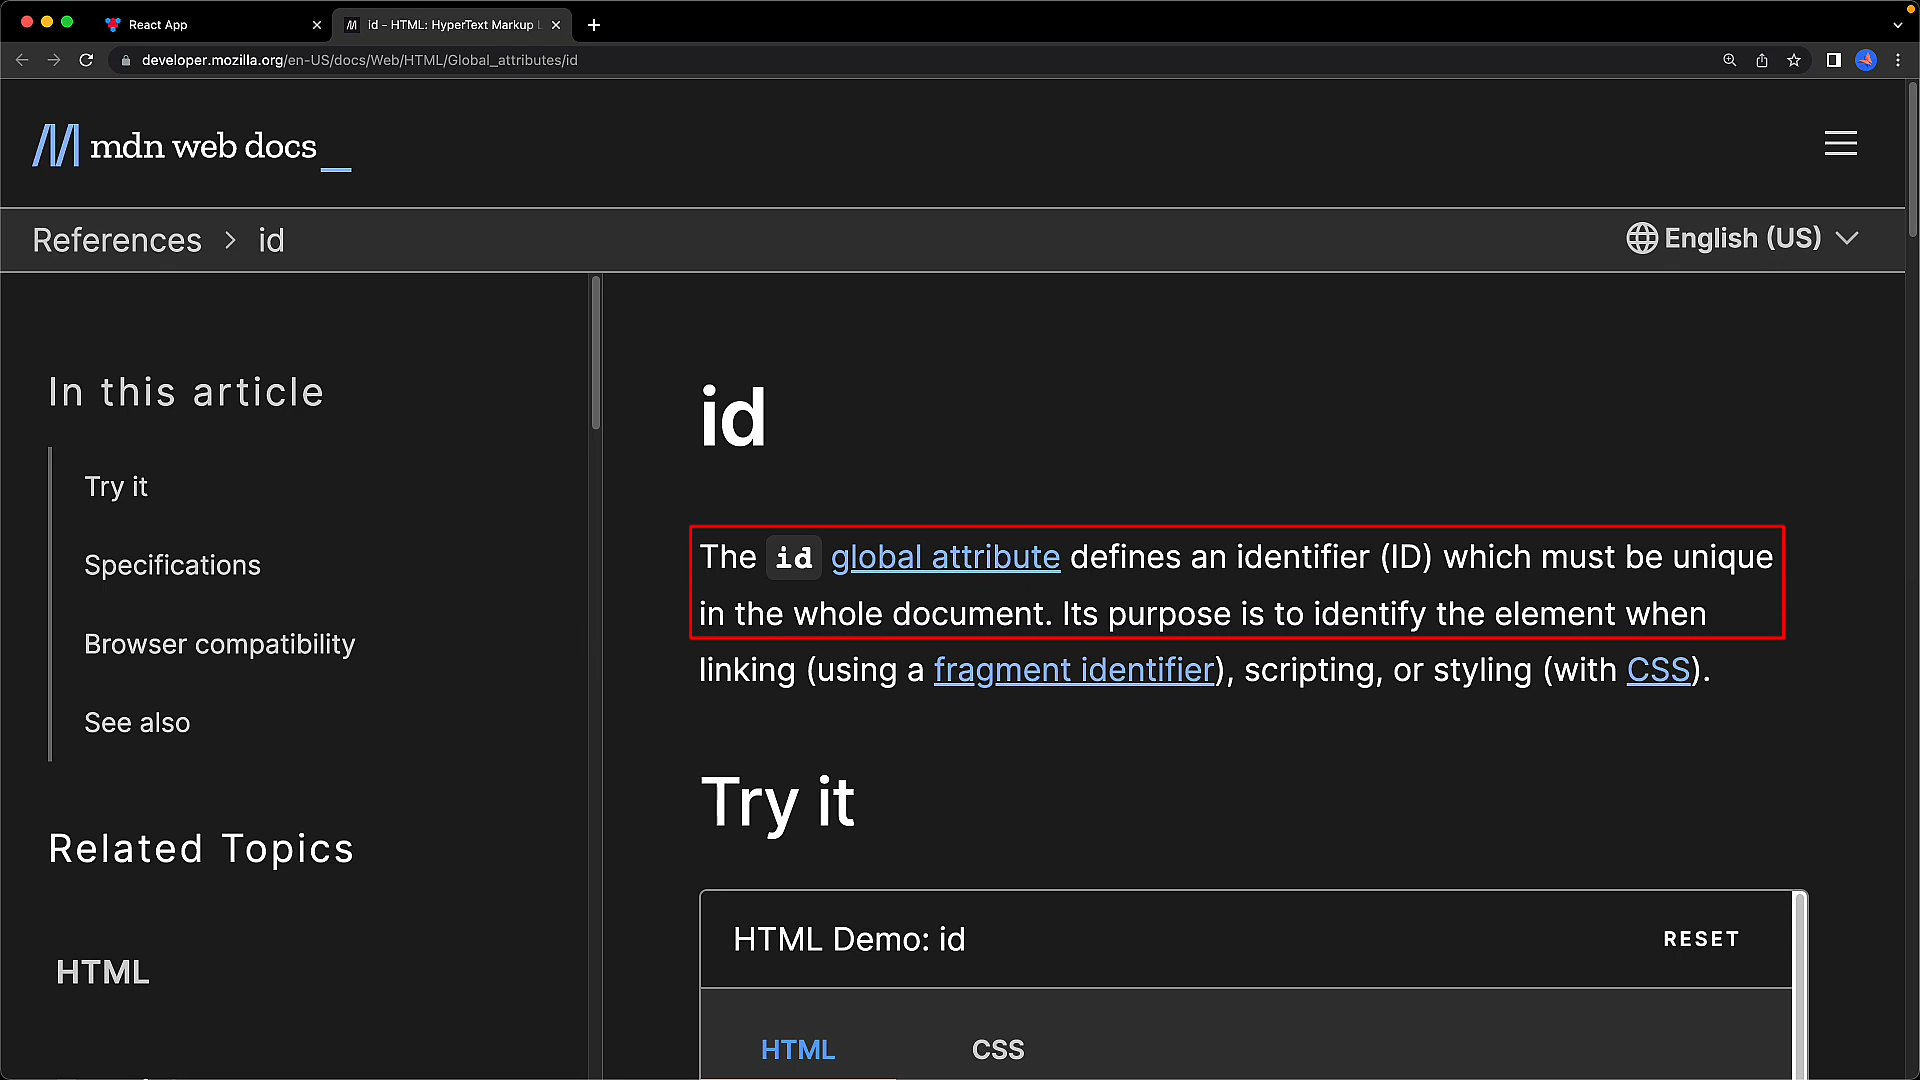 React App
id - HTML: HyperText Markup L
developer.mozilla.org/en-US/docs/Web/HTML/Global_attributes/id
mdn web docs_
References > id
English (US)
In this article
Try it
Specifications
Browser compatibility
See also
Related Topics
HTML
id
The id global attribute defines an identifier (ID) which must be unique
in the whole document. Its purpose is to identify the element when
linking (using a fragment identifier), scripting, or styling (with CSS).
Try it
HTML Demo: id
RESET
HTML CSS